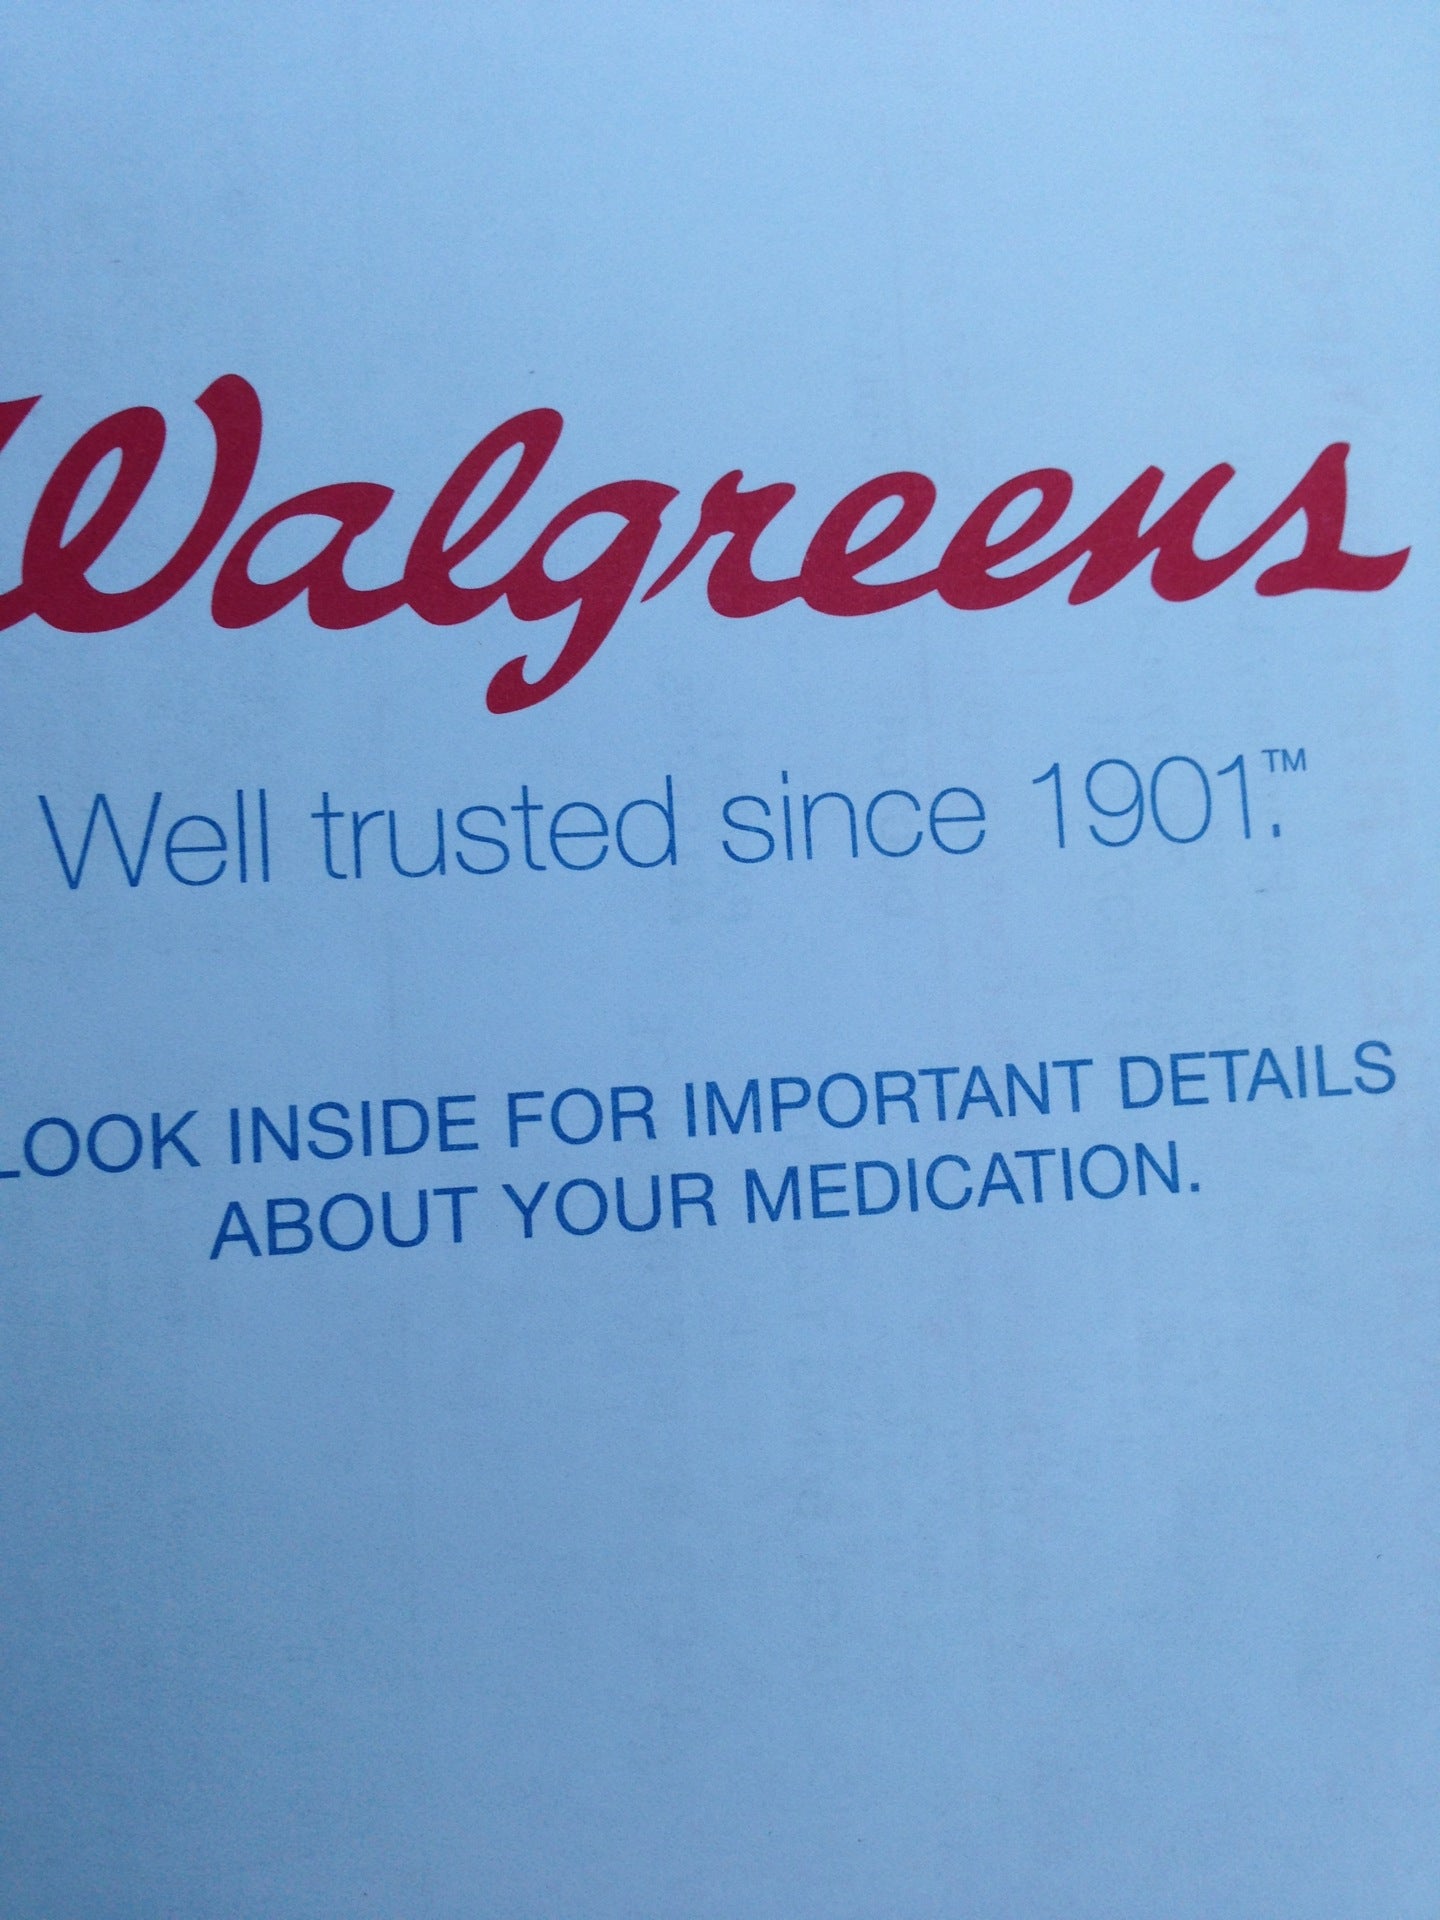 Walgreens
Well trusted since 1901.™
LOOK INSIDE FOR IMPORTANT DETAILS
ABOUT YOUR MEDICATION.